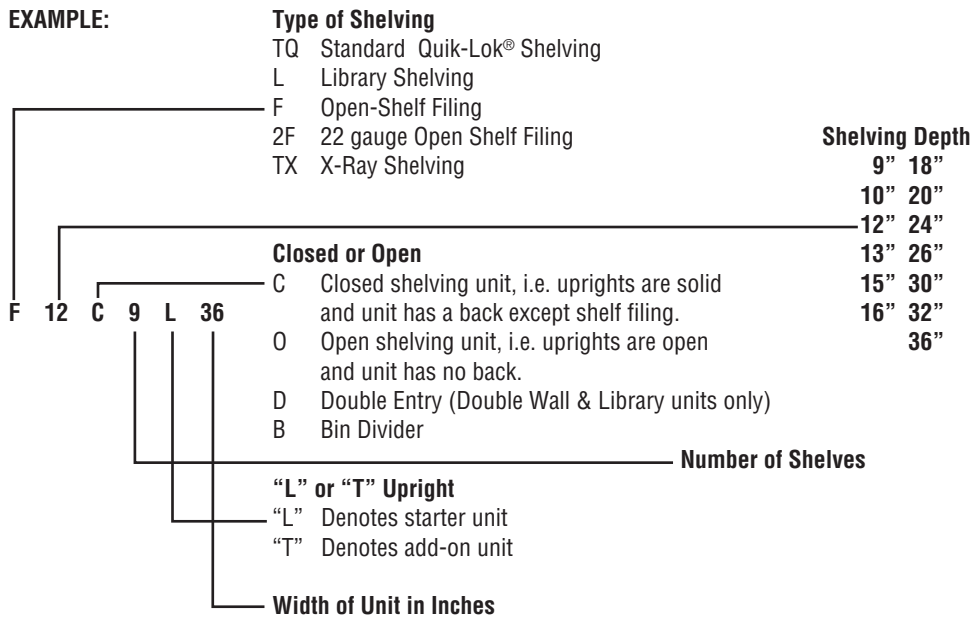 EXAMPLE:
Type of Shelving
TQ Standard Quik-Lok® Shelving
L Library Shelving
F Open-Shelf Filing
2F 22 gauge Open Shelf Filing
TX X-Ray Shelving
Shelving Depth
9” 18”
10” 20”
12” 24”
13” 26”
15” 30”
16” 32”
36”
Closed or Open
C Closed shelving unit, i.e. uprights are solid
and unit has a back except shelf filing.
O Open shelving unit, i.e. uprights are open
and unit has no back.
D Double Entry (Double Wall & Library units only)
B Bin Divider
F 12 C 9 L 36
Number of Shelves
“L” or “T” Upright
“L” Denotes starter unit
“T” Denotes add-on unit
Width of Unit in Inches